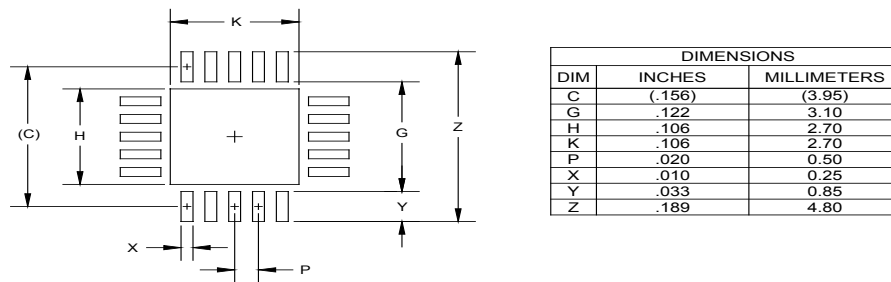 K
(C)
H
G
Z
Y
X
P
DIMENSIONS
DIM INCHES MILLIMETERS
C (.156) (3.95)
G .122 3.10
H .106 2.70
K .106 2.70
P .020 0.50
X .010 0.25
Y .033 0.85
Z .189 4.80